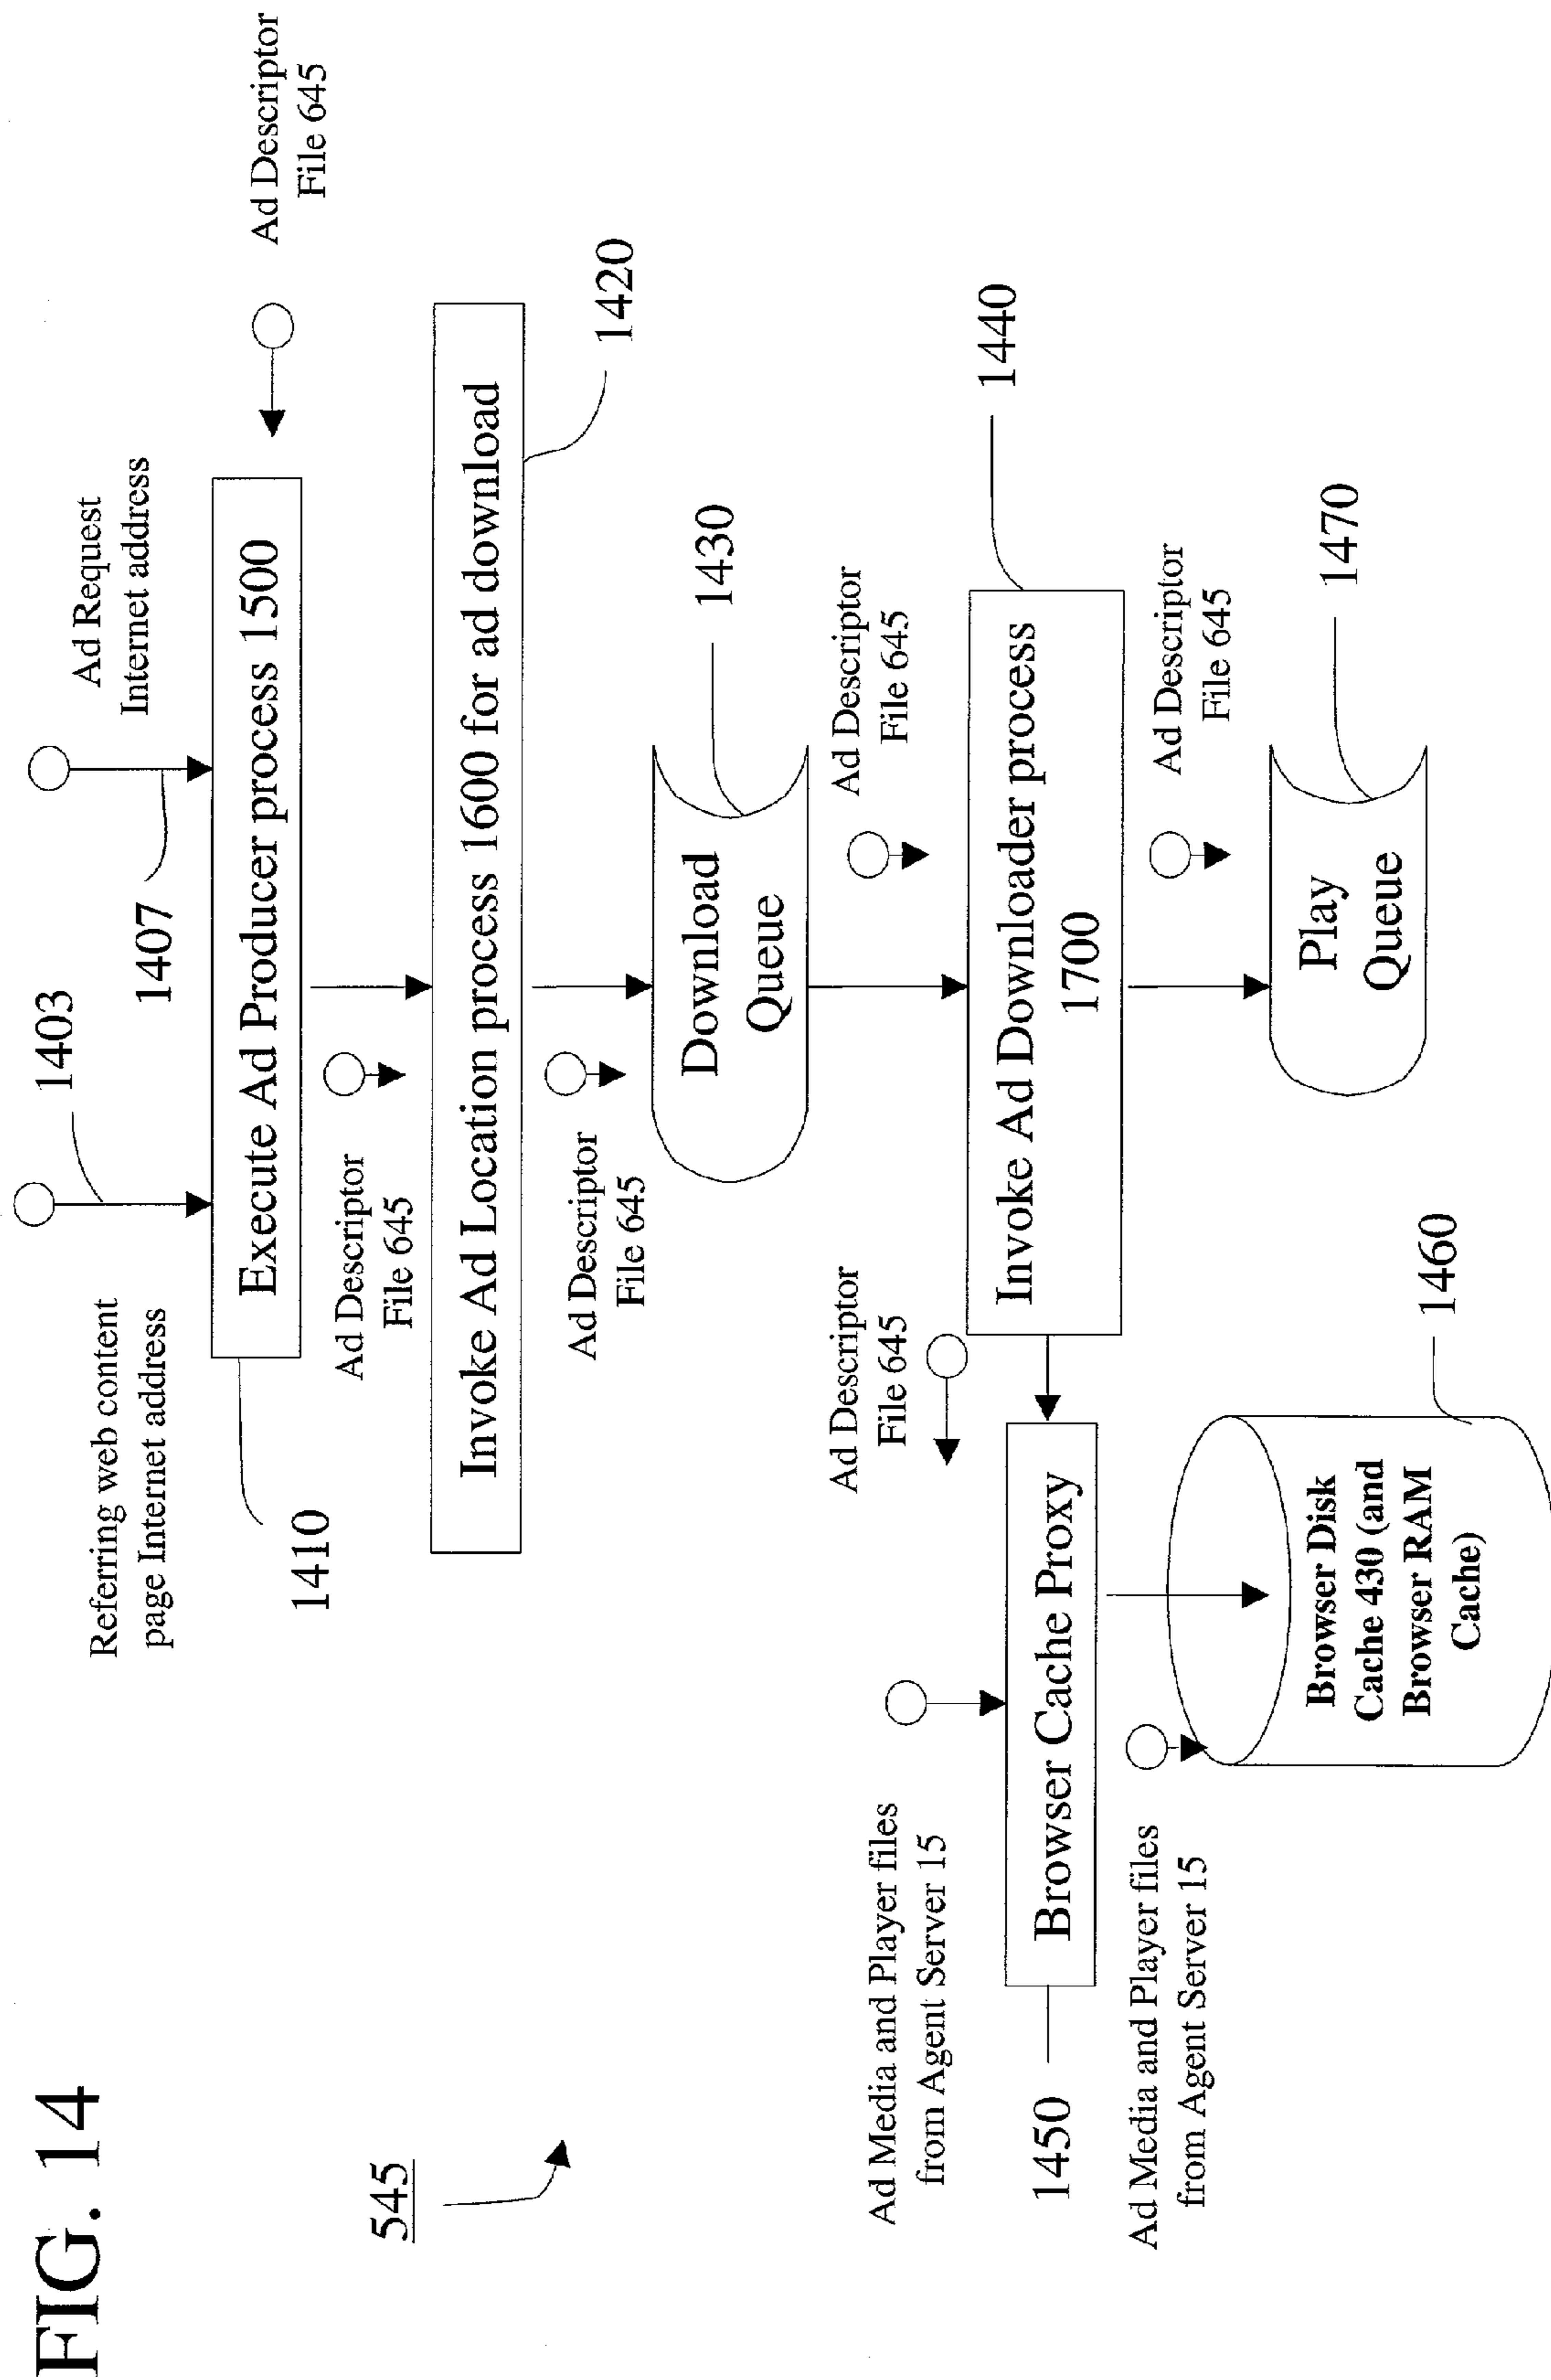 FIG. 14
545
Referring web content
page Internet address
1403
Ad Request
Internet address
1407
1410
Execute Ad Producer process 1500
Ad Descriptor
File 645
Ad Descriptor
File 645
Invoke Ad Location process 1600 for ad download
1420
Ad Descriptor
File 645
Download
Queue
1430
Ad Descriptor
File 645
Ad Descriptor
File 645
Invoke Ad Downloader process
1700
1440
Ad Media and Player files
from Agent Server 15
1450
Browser Cache Proxy
Ad Descriptor
File 645
Play
Queue
1470
Ad Media and Player files
from Agent Server 15
Browser Disk
Cache 430 (and
Browser RAM
Cache)
1460